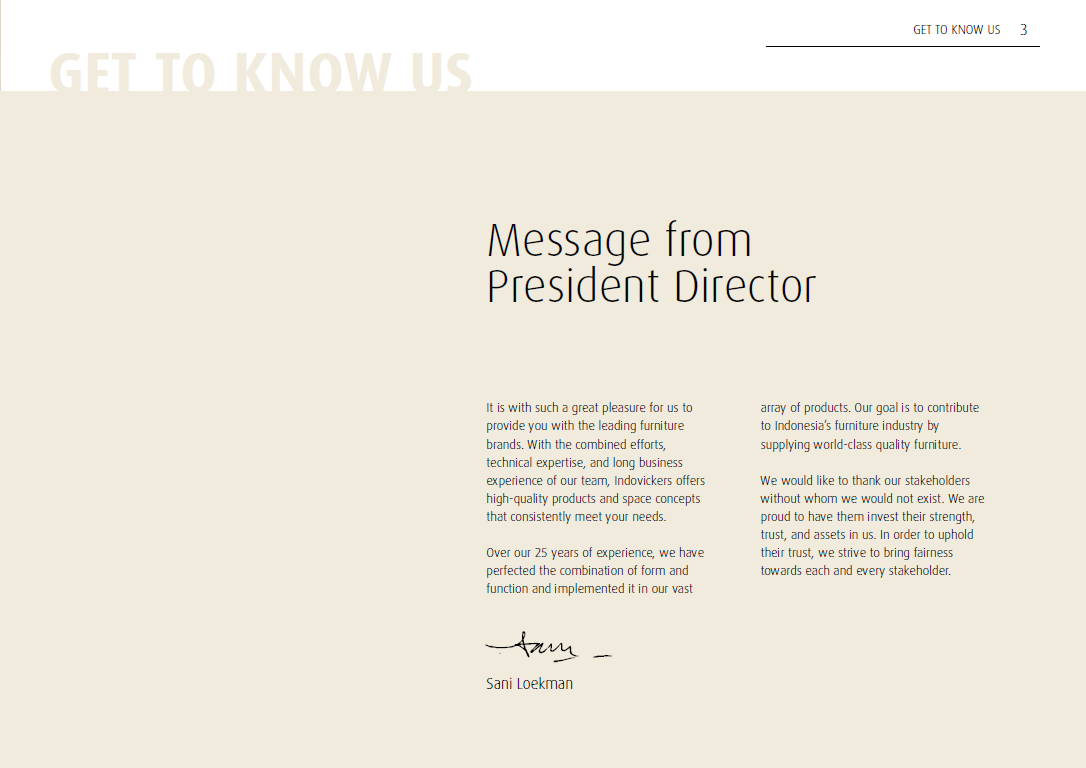 GET TO KNOW US 3
GET TO KNOW US
Message from
President Director
It is with such a great pleasure for us to
provide you with the leading furniture
brands. With the combined efforts,
technical expertise, and long business
experience of our team, Indovickers offers
high-quality products and space concepts
that consistently meet your needs.
Over our 25 years of experience, we have
perfected the combination of form and
function and implemented it in our vast
array of products. Our goal is to contribute
to Indonesia’s furniture industry by
supplying world-class quality furniture.
We would like to thank our stakeholders
without whom we would not exist. We are
proud to have them invest their strength,
trust, and assets in us. In order to uphold
their trust, we strive to bring fairness
towards each and every stakeholder.
Sani Loekman